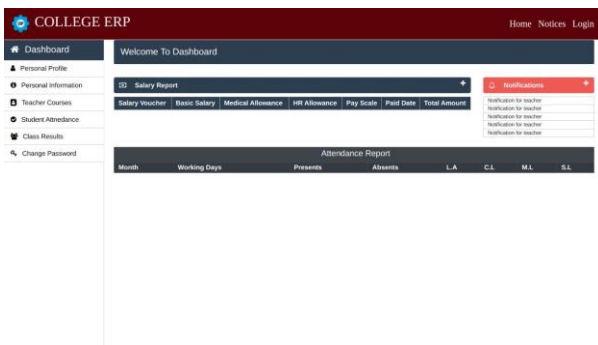 COLLEGE ERP
Home Notices Login
Dashboard
Personal Profile
Personal Information
Teacher Courses
Student Attnedance
Class Results
Change Password
Welcome To Dashboard
Salary Report
Salary Voucher Basic Salary Medical Allowance HR Allowance Pay Scale Paid Date Total Amount
Notifications
Notification for teacher
Notification for teacher
Notification for teacher
Notification for teacher
Notification for teacher
Attendance Report
Month Working Days Presents Absents L.A C.L M.L S.L